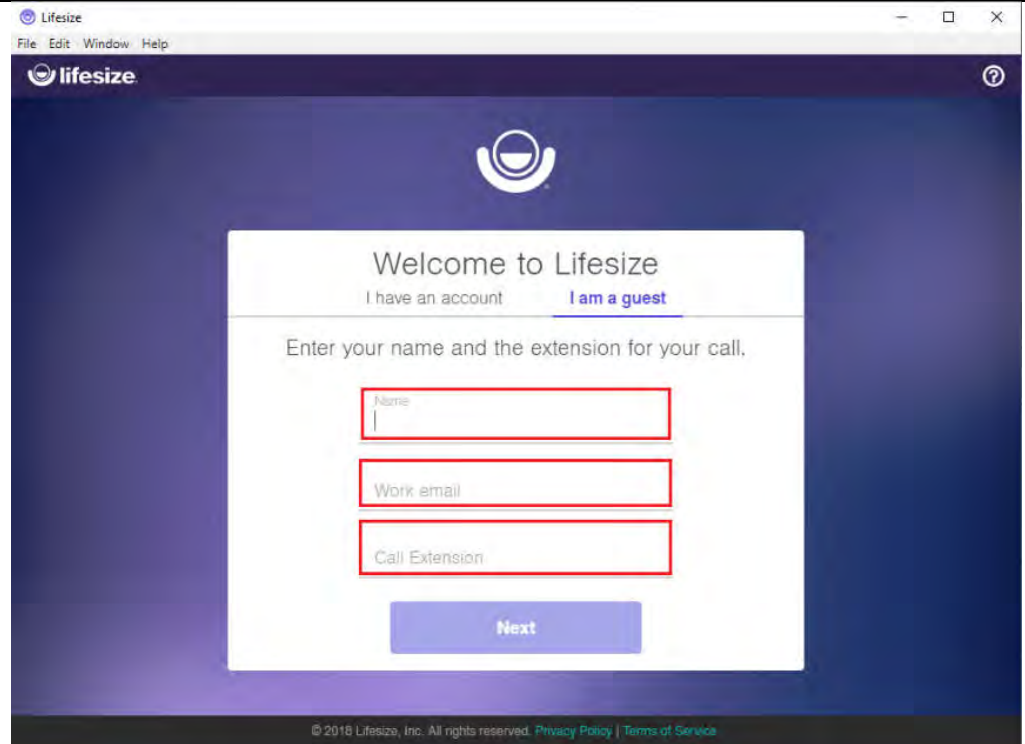 Lifesize
File Edit Window Help
lifesize
Welcome to Lifesize
I have an account I am a guest
Enter your name and the extension for your call.
Name
Work email
Call Extension
Next
© 2018 Lifesize, Inc. All rights reserved. Privacy Policy | Terms of Service